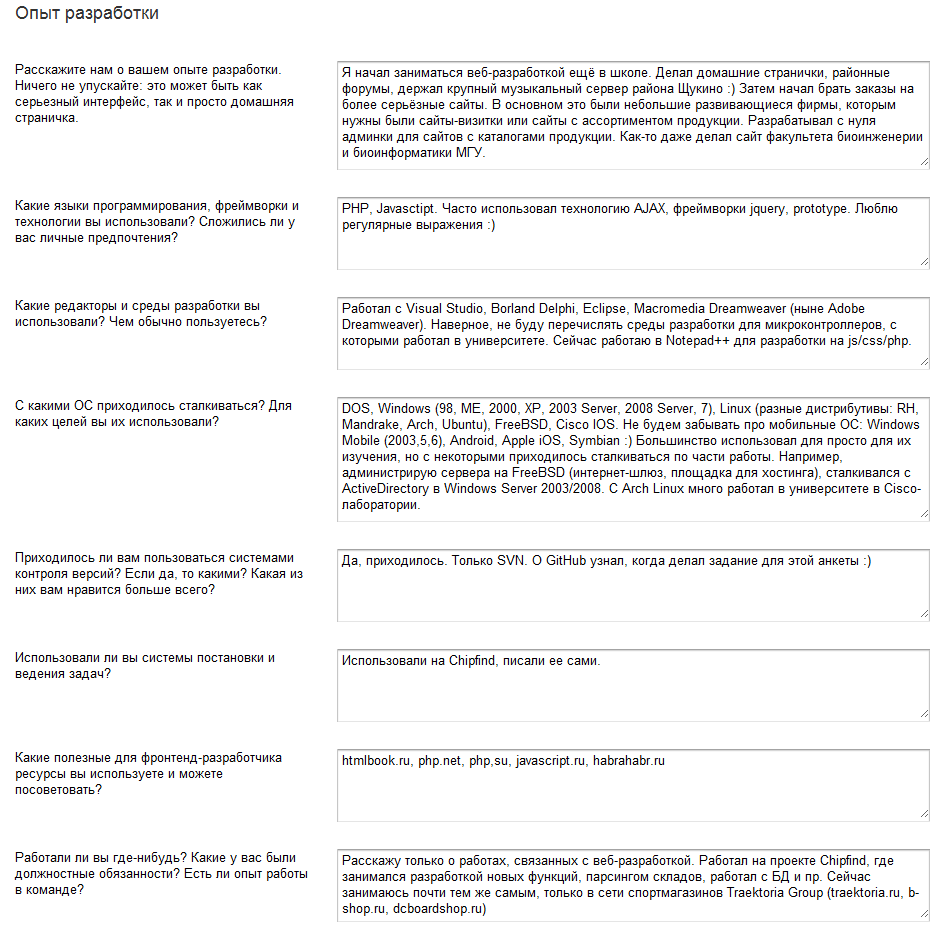 Опыт разработки
Расскажите нам о вашем опыте разработки.
Ничего не упускайте: это может быть как
серьезный интерфейс, так и просто домашняя
страничка.
Я начал заниматься веб-разработкой ещё в школе. Делал домашние странички, районные
форумы, держал крупный музыкальный сервер района Щукино :) Затем начал брать заказы на
более серьёзные сайты. В основном это были небольшие развивающиеся фирмы, которым
нужны были сайты-визитки или сайты с ассортиментом продукции. Разрабатывал с нуля
админки для сайтов с каталогами продукции. Как-то даже делал сайт факультета биоинженерии
и биоинформатики МГУ.
Какие языки программирования, фреймворки и
технологии вы использовали? Сложились ли у
вас личные предпочтения?
PHP, Javasctipt. Часто использовал технологию AJAX, фреймворки jquery, prototype. Люблю
регулярные выражения :)
Какие редакторы и среды разработки вы
использовали? Чем обычно пользуетесь?
Работал с Visual Studio, Borland Delphi, Eclipse, Macromedia Dreamweaver (ныне Adobe
Dreamweaver). Наверное, не буду перечислять среды разработки для микроконтроллеров, с
которыми работал в университете. Сейчас работаю в Notepad++ для разработки на js/css/php.
С какими ОС приходилось сталкиваться? Для
каких целей вы их использовали?
DOS, Windows (98, ME, 2000, XP, 2003 Server, 2008 Server, 7), Linux (разные дистрибутивы: RH,
Mandrake, Arch, Ubuntu), FreeBSD, Cisco IOS. Не будем забывать про мобильные ОС: Windows
Mobile (2003,5,6), Android, Apple iOS, Symbian :) Большинство использовал для просто для их
изучения, но с некоторыми приходилось сталкиваться по части работы. Например,
администрирую сервера на FreeBSD (интернет-шлюз, площадка для хостинга), сталкивался с
ActiveDirectory в Windows Server 2003/2008. С Arch Linux много работал в университете в Cisco-
лаборатории.
Приходилось ли вам пользоваться системами
контроля версий? Если да, то какими? Какая из
них вам нравится больше всего?
Да, приходилось. Только SVN. О GitHub узнал, когда делал задание для этой анкеты :)
Использовали ли вы системы постановки и
ведения задач?
Использовали на Chipfind, писали ее сами.
Какие полезные для фронтенд-разработчика
ресурсы вы используете и можете
посоветовать?
htmlbook.ru, php.net, php,su, javascript.ru, habrahabr.ru
Работали ли вы где-нибудь? Какие у вас были
должностные обязанности? Есть ли опыт работы
в команде?
Расскажу только о работах, связанных с веб-разработкой. Работал на проекте Chipfind, где
занимался разработкой новых функций, парсингом складов, работал с БД и пр. Сейчас
занимаюсь почти тем же самым, только в сети спортмагазинов Traektoria Group (traektoria.ru, b-
shop.ru, dcboardshop.ru)